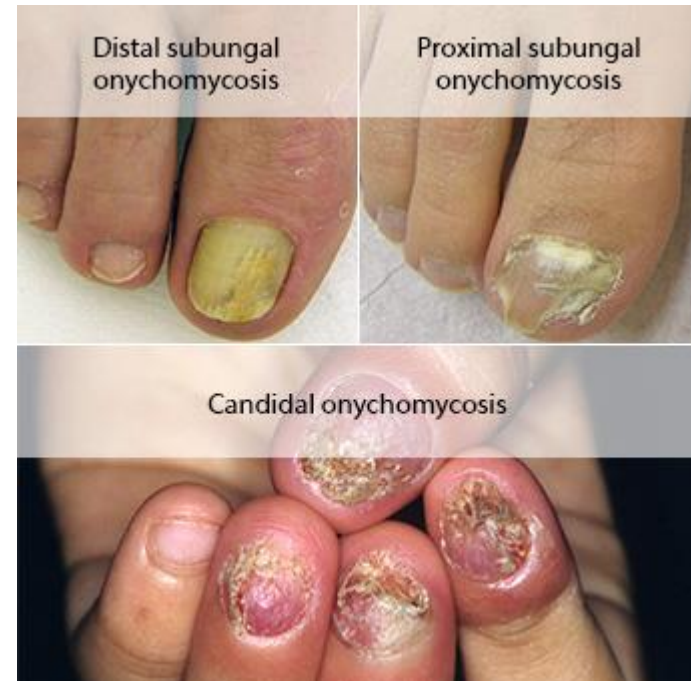 Distal subungal
onychomycosis
Proximal subungal
onychomycosis
Candidal onychomycosis